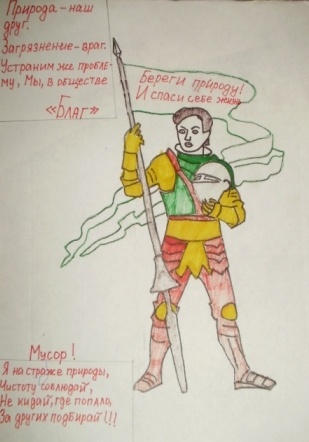 Природа – наш
друг.
Загрязнение – враг.
Устраним же пробле-
му, Мы, в обществе
«Благ»
Береги природу!
И спаси себе жизнь
Мусор!
Я на страже природы,
Чистоту соблюдай,
Не кидай, где попало,
За других подбирай!!!